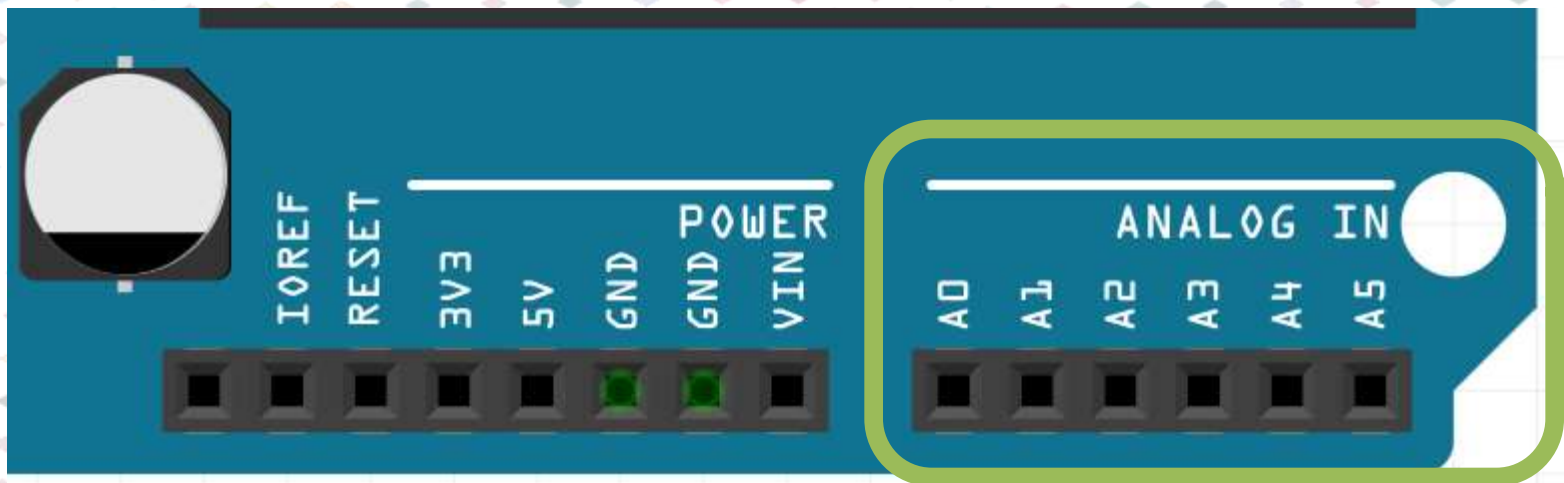 POWER
IOREF
RESET
3V3
5V
GND
GND
VIN
ANALOG IN
A0
A1
A2
A3
A4
A5